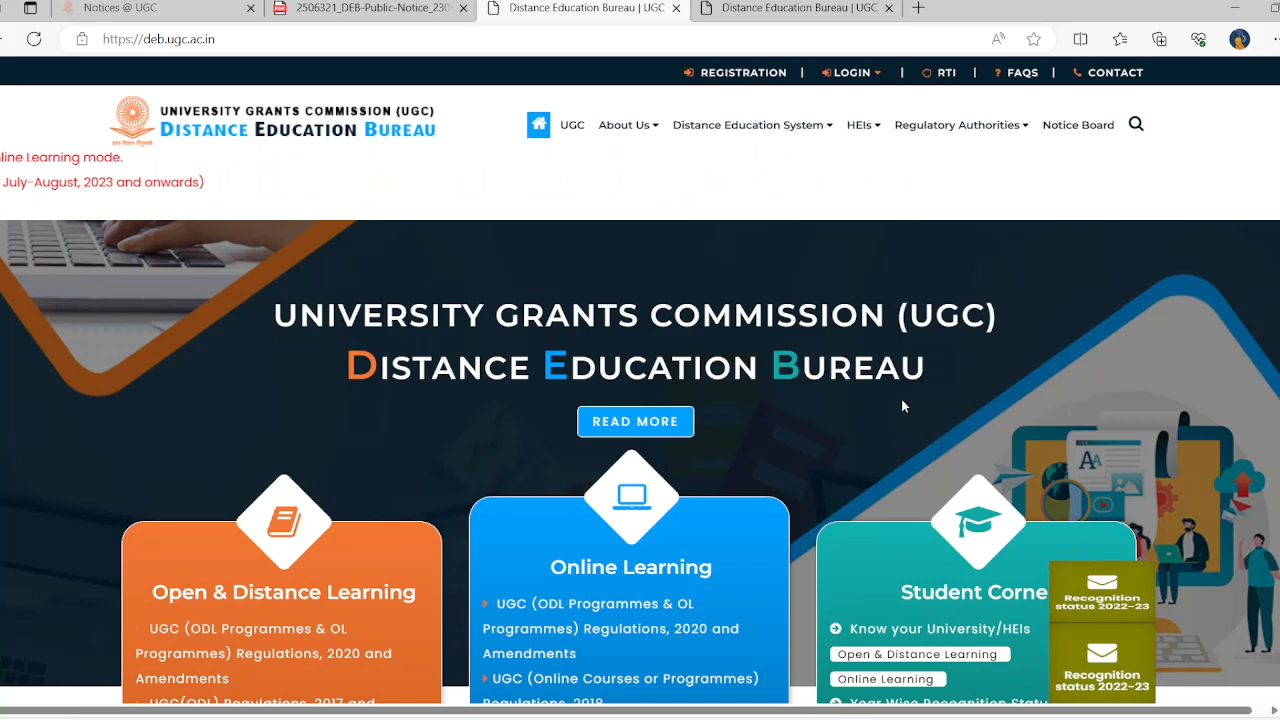 Notices @ UGC
2506321_DEB-Public-Notice_230
Distance Education Bureau | UGC
Distance Education Bureau | UGC
https://deb.ugc.ac.in
REGISTRATION | LOGIN | RTI | FAQS | CONTACT
UNIVERSITY GRANTS COMMISSION (UGC)
DISTANCE EDUCATION BUREAU
UGC About Us Distance Education System HEIs Regulatory Authorities Notice Board
line Learning mode.
July-August, 2023 and onwards)
UNIVERSITY GRANTS COMMISSION (UGC)
DISTANCE EDUCATION BUREAU
READ MORE
Open & Distance Learning
UGC (ODL Programmes & OL
Programmes) Regulations, 2020 and
Amendments
UGC(ODL) Regulations, 2017 and
Online Learning
UGC (ODL Programmes & OL
Programmes) Regulations, 2020 and
Amendments
UGC (Online Courses or Programmes)
Regulations, 2018
Student Corne
Know your University/HEIs
Open & Distance Learning
Online Learning
Year Wise Recognition Statu
Recognition
status 2022-23
Recognition
status 2022-23